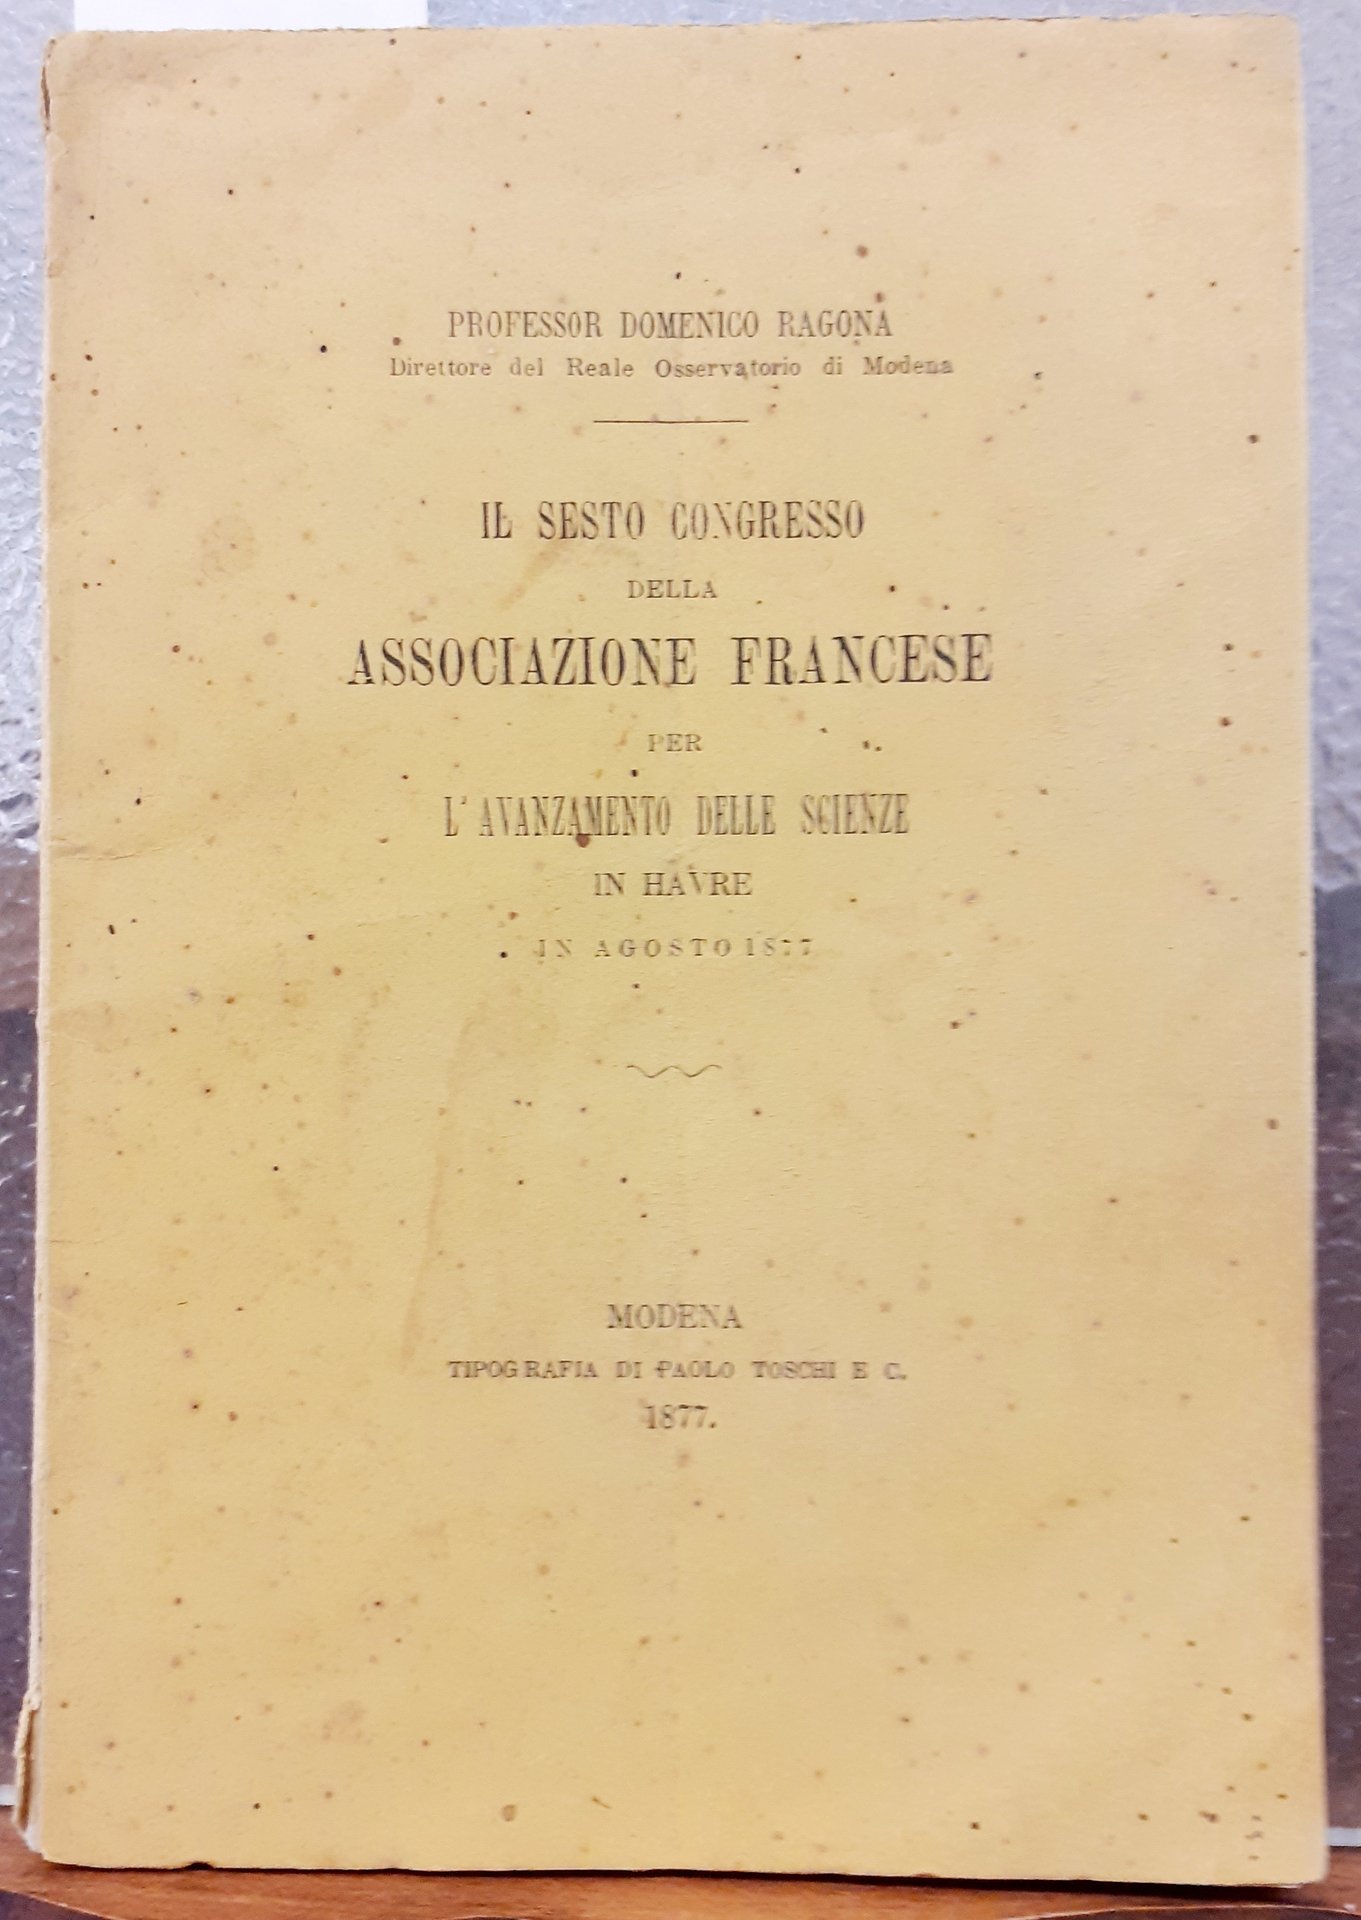 PROFESSOR DOMENICO RAGONA
Direttore del Reale Osservatorio di Modena
IL SESTO CONGRESSO
DELLA
ASSOCIAZIONE FRANCESE
PER
L'AVANZAMENTO DELLE SCIENZE
IN HAVRE
IN AGOSTO 1877
MODENA
TIPOGRAFIA DI PAOLO TOSCHI E C.
1877.